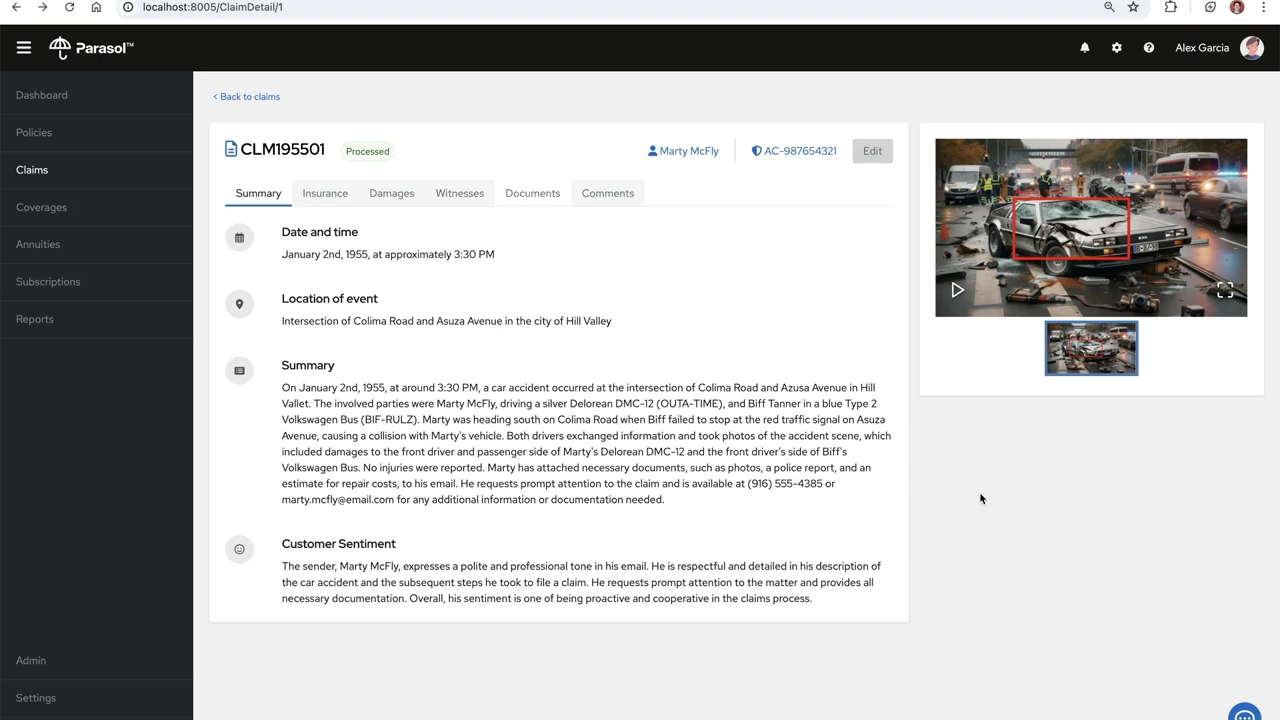 localhost:8005/ClaimDetail/1
Parasol™
Alex Garcia
Dashboard
Policies
Claims
Coverages
Annuities
Subscriptions
Reports
Admin
Settings
< Back to claims
CLM195501
Processed
Marty McFly
AC-987654321
Edit
Summary
Insurance
Damages
Witnesses
Documents
Comments
Date and time
January 2nd, 1955, at approximately 3:30 PM
Location of event
Intersection of Colima Road and Asuza Avenue in the city of Hill Valley
Summary
On January 2nd, 1955, at around 3:30 PM, a car accident occurred at the intersection of Colima Road and Azusa Avenue in Hill
Vallet. The involved parties were Marty McFly, driving a silver Delorean DMC-12 (OUTA-TIME), and Biff Tanner in a blue Type 2
Volkswagen Bus (BIF-RULZ). Marty was heading south on Colima Road when Biff failed to stop at the red traffic signal on Asuza
Avenue, causing a collision with Marty's vehicle. Both drivers exchanged information and took photos of the accident scene, which
included damages to the front driver and passenger side of Marty's Delorean DMC-12 and the front driver's side of Biff's
Volkswagen Bus. No injuries were reported. Marty has attached necessary documents, such as photos, a police report, and an
estimate for repair costs, to his email. He requests prompt attention to the claim and is available at (916) 555-4385 or
marty.mcfly@email.com for any additional information or documentation needed.
Customer Sentiment
The sender, Marty McFly, expresses a polite and professional tone in his email. He is respectful and detailed in his description of
the car accident and the subsequent steps he took to file a claim. He requests prompt attention to the matter and provides all
necessary documentation. Overall, his sentiment is one of being proactive and cooperative in the claims process.